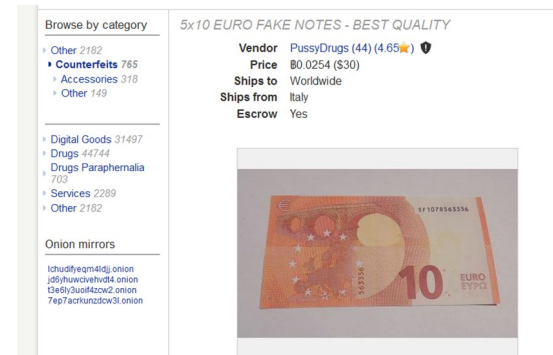 Browse by category
Other 2182
Counterfeits 765
Accessories 318
Other 149
Digital Goods 31497
Drugs 44744
Drugs Paraphernalia
703
Services 2289
Other 2182
Onion mirrors
lchudifyeqm4ldjj.onion
jd6yhuwcivehvdt4.onion
t3e6ly3uoif4zcw2.onion
7ep7acrkunzdcw3l.onion
5x10 EURO FAKE NOTES - BEST QUALITY
Vendor PussyDrugs (44) (4.65⭐)
Price ฿0.0254 ($30)
Ships to Worldwide
Ships from Italy
Escrow Yes
SF1078563336
563336
10
EURO
ΕΥΡΩ